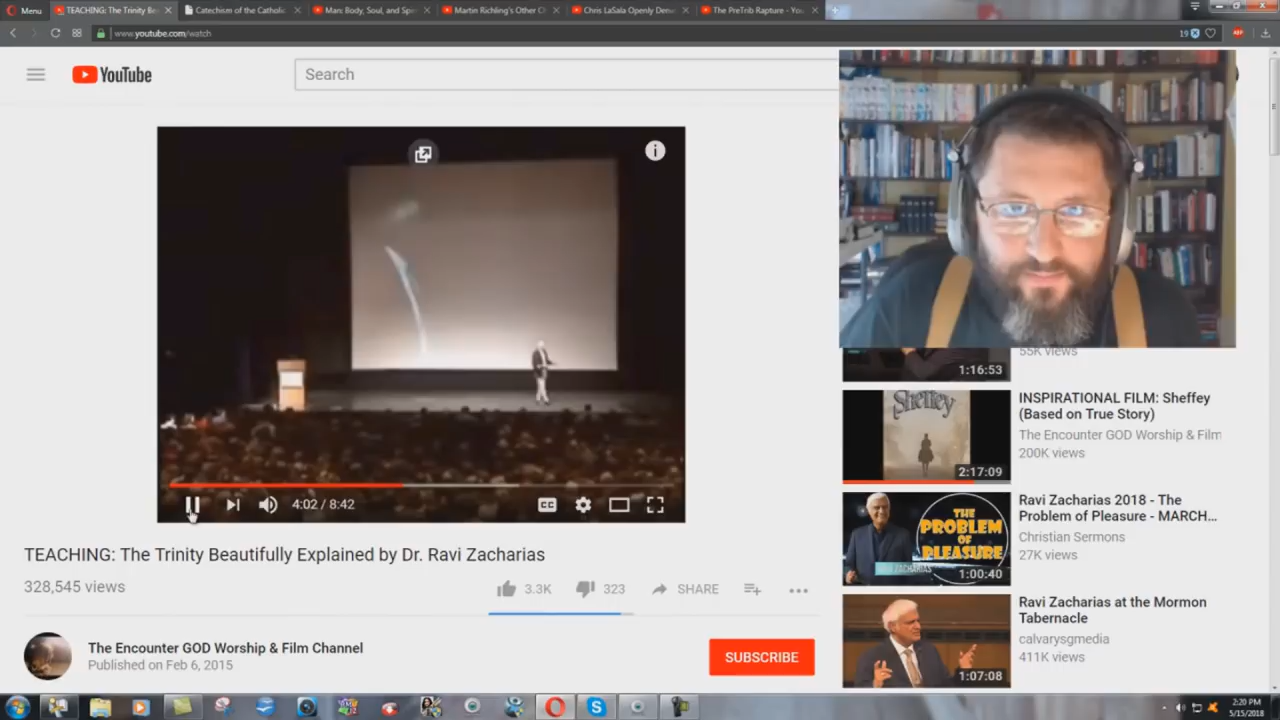 Menu
TEACHING: The Trinity Be
Catechism of the Catholic
Man: Body, Soul, and Spir
Martin Richling's Other C
Chris LaSala Openly Den
The PreTrib Rapture - You
www.youtube.com/watch
19
ABP
YouTube
Search
i
4:02 / 8:42
CC
TEACHING: The Trinity Beautifully Explained by Dr. Ravi Zacharias
328,545 views
3.3K
323
SHARE
The Encounter GOD Worship & Film Channel
Published on Feb 6, 2015
SUBSCRIBE
55K views
1:16:53
Sheffey
2:17:09
INSPIRATIONAL FILM: Sheffey
(Based on True Story)
The Encounter GOD Worship & Film
200K views
THE
PROBLEM
OF
PLEASURE
1:00:40
Ravi Zacharias 2018 - The
Problem of Pleasure - MARCH...
Christian Sermons
27K views
1:07:08
Ravi Zacharias at the Mormon
Tabernacle
calvarysgmedia
411K views
2:20 PM
5/15/2018